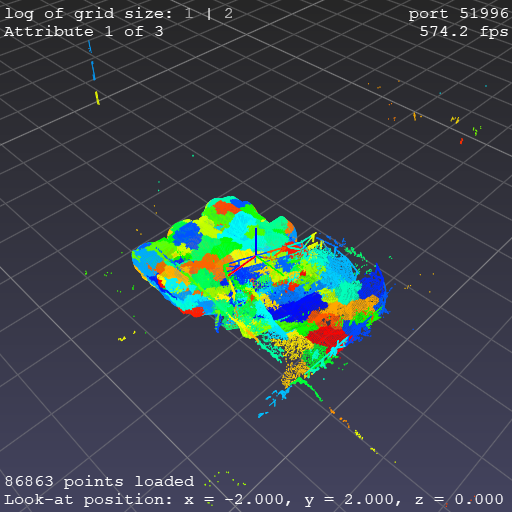 log of grid size: 1 | 2
port 51996
Attribute 1 of 3
574.2 fps
86863 points loaded
Look-at position: x = -2.000, y = 2.000, z = 0.000